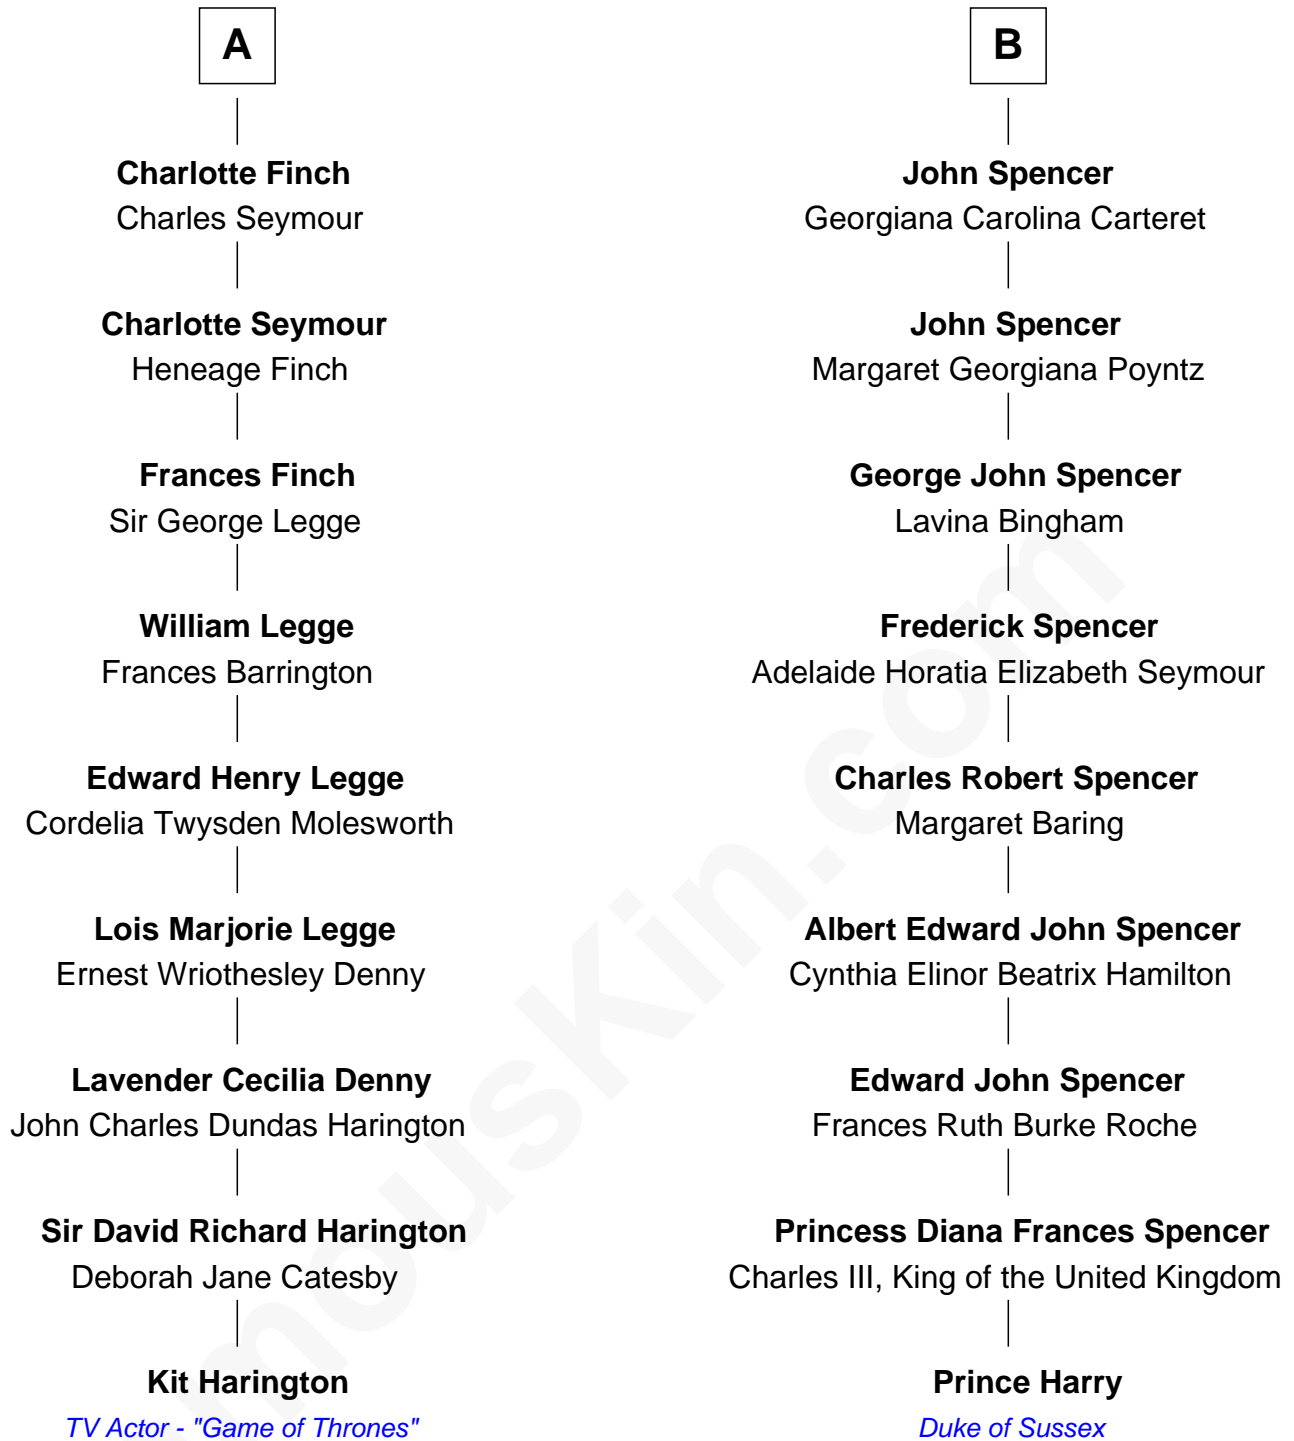 A
Charlotte Finch
Charles Seymour
Charlotte Seymour
Heneage Finch
Frances Finch
Sir George Legge
William Legge
Frances Barrington
Edward Henry Legge
Cordelia Twysden Molesworth
Lois Marjorie Legge
Ernest Wriothesley Denny
Lavender Cecilia Denny
John Charles Dundas Harington
Sir David Richard Harington
Deborah Jane Catesby
Kit Harington
TV Actor - "Game of Thrones"
B
John Spencer
Georgiana Carolina Carteret
John Spencer
Margaret Georgiana Poyntz
George John Spencer
Lavina Bingham
Frederick Spencer
Adelaide Horatia Elizabeth Seymour
Charles Robert Spencer
Margaret Baring
Albert Edward John Spencer
Cynthia Elinor Beatrix Hamilton
Edward John Spencer
Frances Ruth Burke Roche
Princess Diana Frances Spencer
Charles III, King of the United Kingdom
Prince Harry
Duke of Sussex
mousKin.com